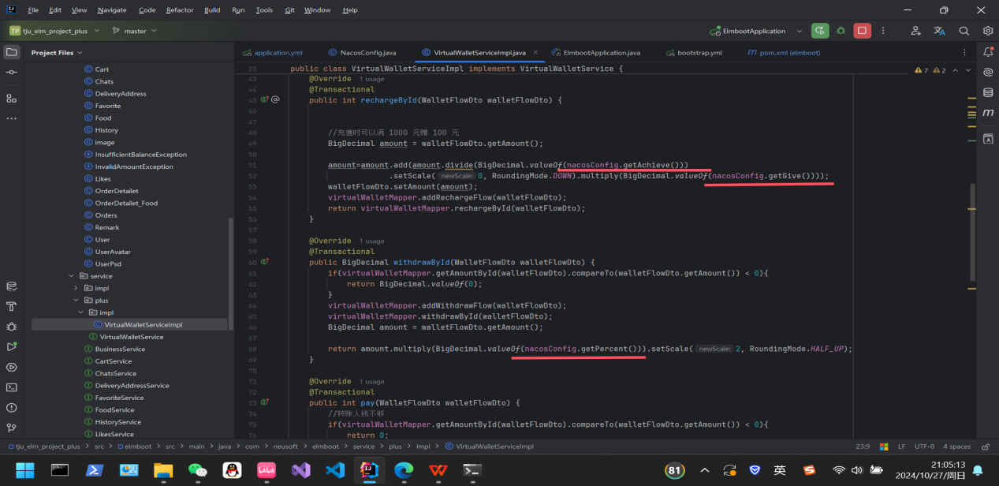 File Edit View Navigate Code Refactor Build Run Tools Git Window Help
TP tju_elm_project_plus master ElmbootApplication
Project Files
application.yml NacosConfig.java VirtualWalletServiceImpl.java ElmbootApplication.java bootstrap.yml pom.xml (elmboot)
Cart
Chats
DeliveryAddress
Favorite
Food
History
image
InsufficientBalanceException
InvalidAmountException
Likes
OrderDetailet
OrderDetailet_Food
Orders
Remark
User
UserAvatar
UserPsd
service
impl
plus
impl
VirtualWalletServiceImpl
VirtualWalletService
BusinessService
CartService
ChatsService
DeliveryAddressService
FavoriteService
FoodService
HistoryService
LikesService
7 2
25 public class VirtualWalletServiceImpl implements VirtualWalletService {
43 @Override 1 usage
44 @Transactional
45 public int rechargeById(WalletFlowDto walletFlowDto) {
46
47
48 //充值时可以满 1000 元赠 100 元
49 BigDecimal amount = walletFlowDto.getAmount();
50
51 amount=amount.add(amount.divide(BigDecimal.valueOf(nacosConfig.getAchieve()))
52 .setScale( newScale: 0, RoundingMode.DOWN).multiply(BigDecimal.valueOf(nacosConfig.getGive())));
53 walletFlowDto.setAmount(amount);
54 virtualWalletMapper.addRechargeFlow(walletFlowDto);
55 return virtualWalletMapper.rechargeById(walletFlowDto);
56 }
57
58 @Override 1 usage
59 @Transactional
60 public BigDecimal withdrawById(WalletFlowDto walletFlowDto) {
61 if(virtualWalletMapper.getAmountById(walletFlowDto).compareTo(walletFlowDto.getAmount()) < 0){
62 return BigDecimal.valueOf(0);
63 }
64 virtualWalletMapper.addWithdrawFlow(walletFlowDto);
65 virtualWalletMapper.withdrawById(walletFlowDto);
66 BigDecimal amount = walletFlowDto.getAmount();
67
68 return amount.multiply(BigDecimal.valueOf(nacosConfig.getPercent())).setScale( newScale: 2, RoundingMode.HALF_UP);
69 }
70
71 @Override 1 usage
72 @Transactional
73 public int pay(WalletFlowDto walletFlowDto) {
74 //转账人钱不够
75 if(virtualWalletMapper.getAmountById(walletFlowDto).compareTo(walletFlowDto.getAmount()) < 0){
76 return 0;
tju_elm_project_plus > src > elmboot > src > main > java > com > neusoft > elmboot > service > plus > impl > VirtualWalletServiceImpl 23:9 LF UTF-8 4 spaces
81 英 21:05:13
2024/10/27/周日